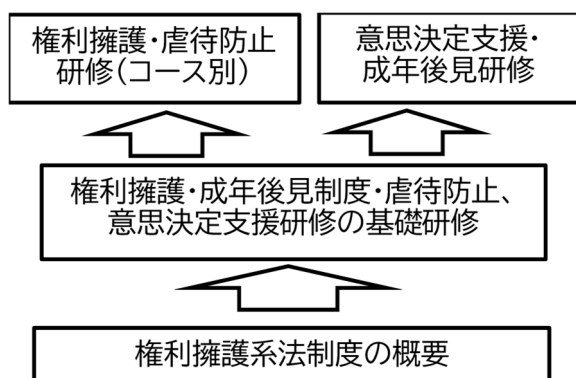 権利擁護・虐待防止
研修（コース別）
意思決定支援・
成年後見研修
権利擁護・成年後見制度・虐待防止、
意思決定支援研修の基礎研修
権利擁護系法制度の概要